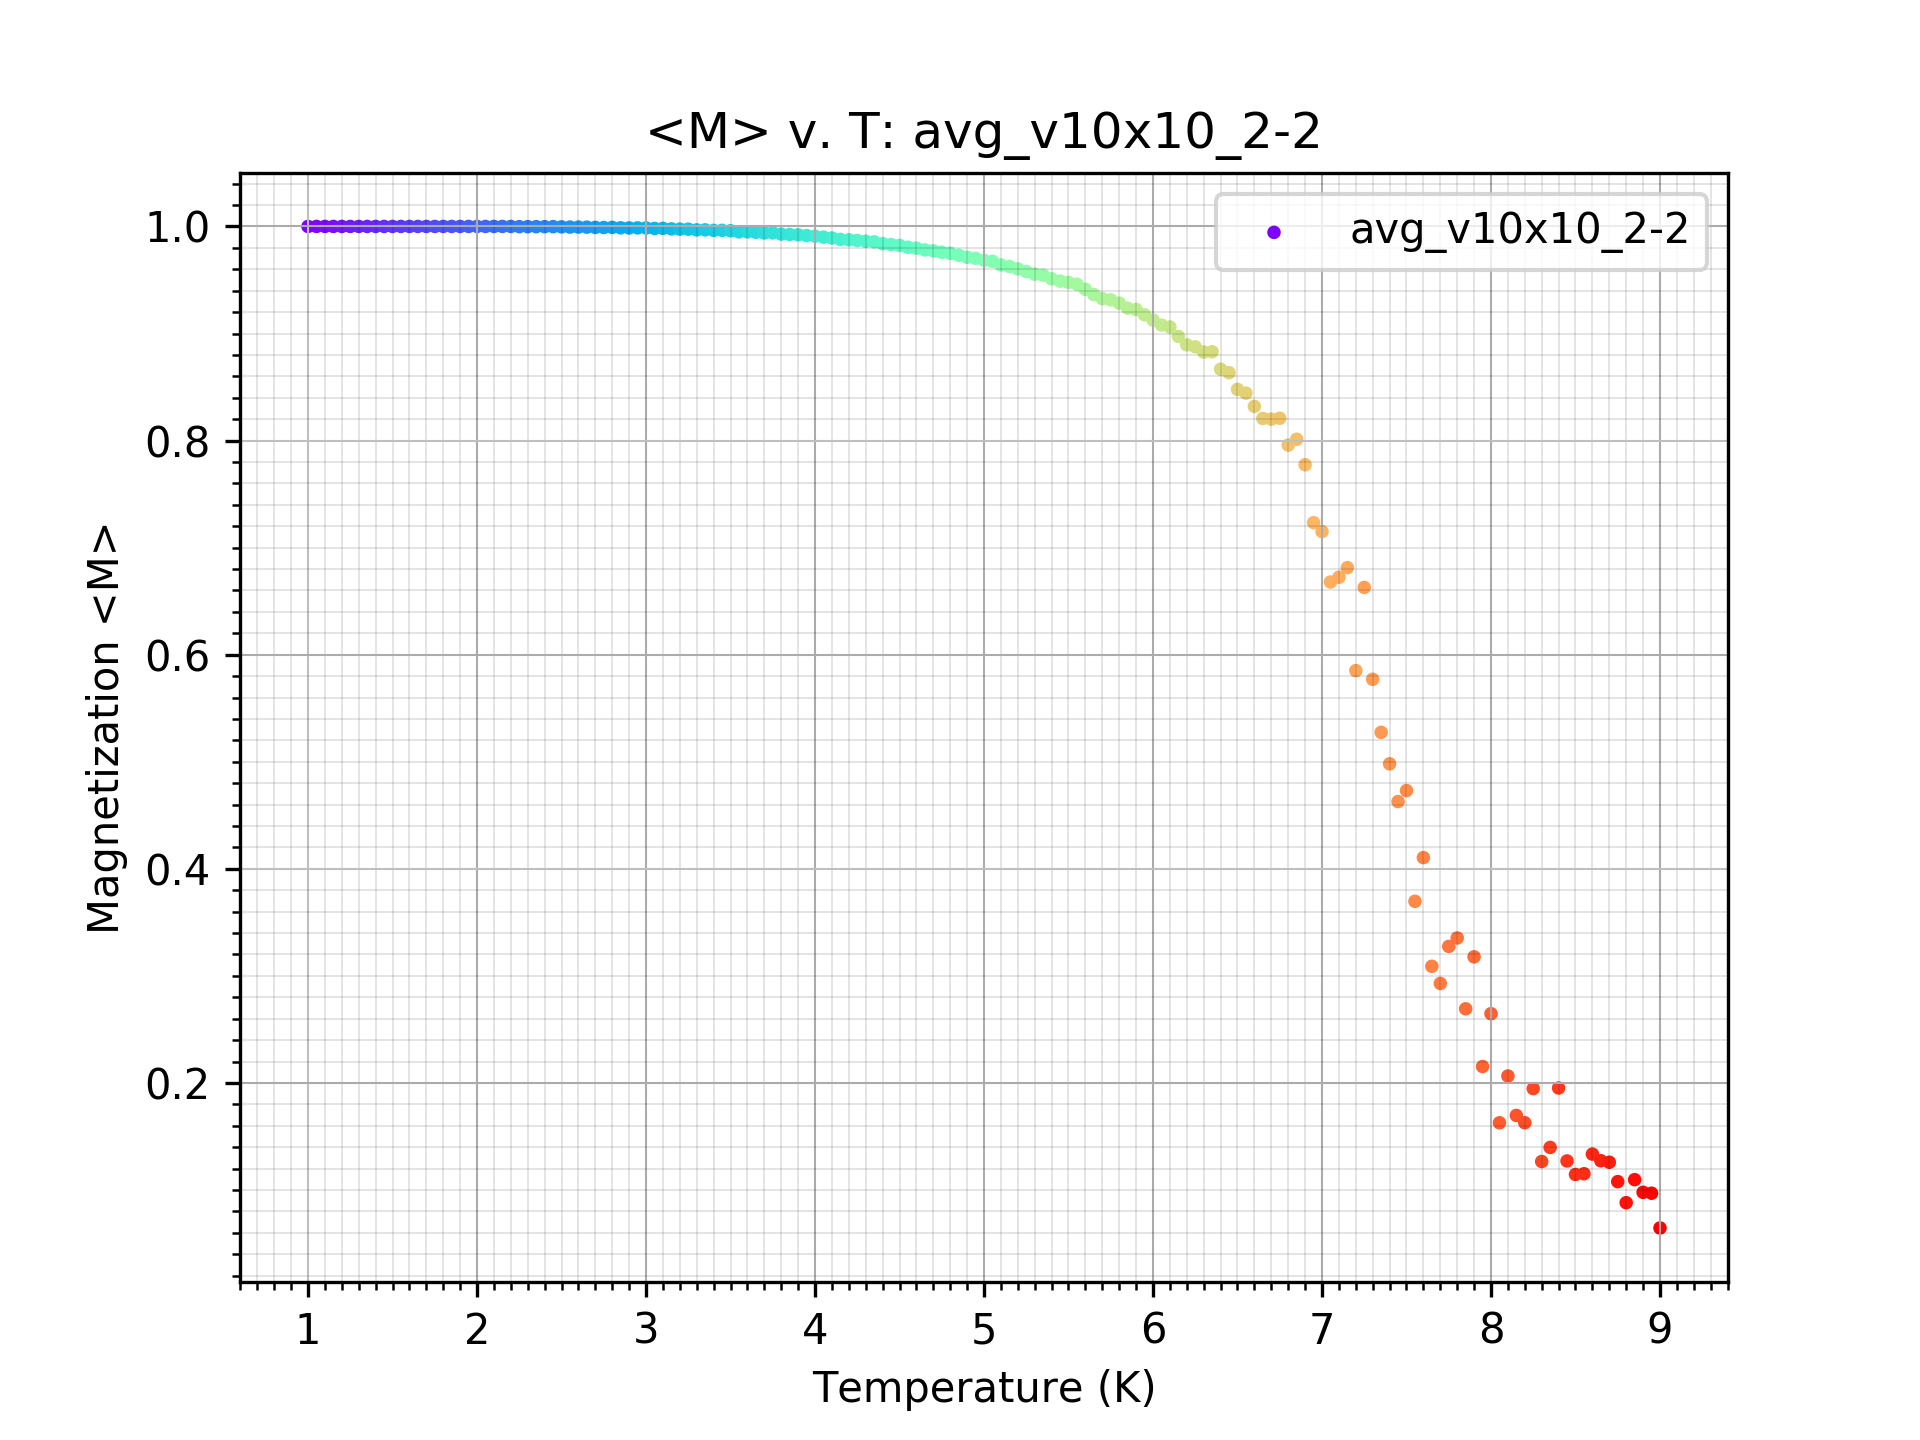 <M> v. T: avg_v10x10_2-2
avg_v10x10_2-2
Magnetization <M>
1.0
0.8
0.6
0.4
0.2
1 2 3 4 5 6 7 8 9
Temperature (K)